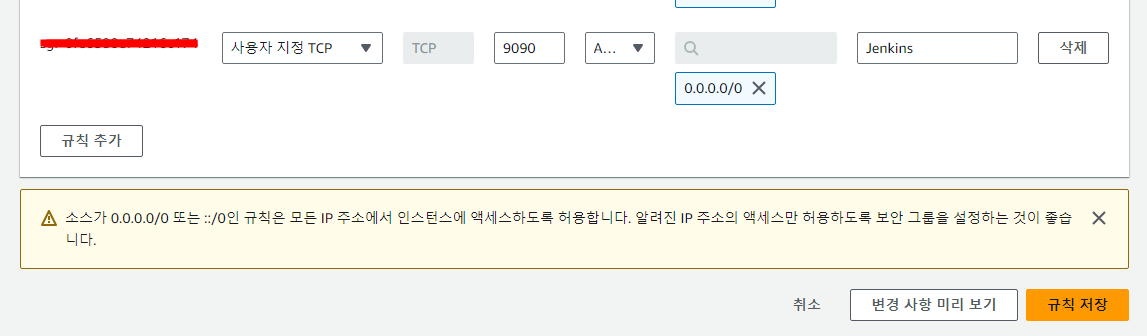 사용자 지정 TCP TCP 9090 A... Jenkins 삭제
0.0.0.0/0
규칙 추가
소스가 0.0.0.0/0 또는 ::/0인 규칙은 모든 IP 주소에서 인스턴스에 액세스하도록 허용합니다. 알려진 IP 주소의 액세스만 허용하도록 보안 그룹을 설정하는 것이 좋습
니다.
취소 변경 사항 미리 보기 규칙 저장